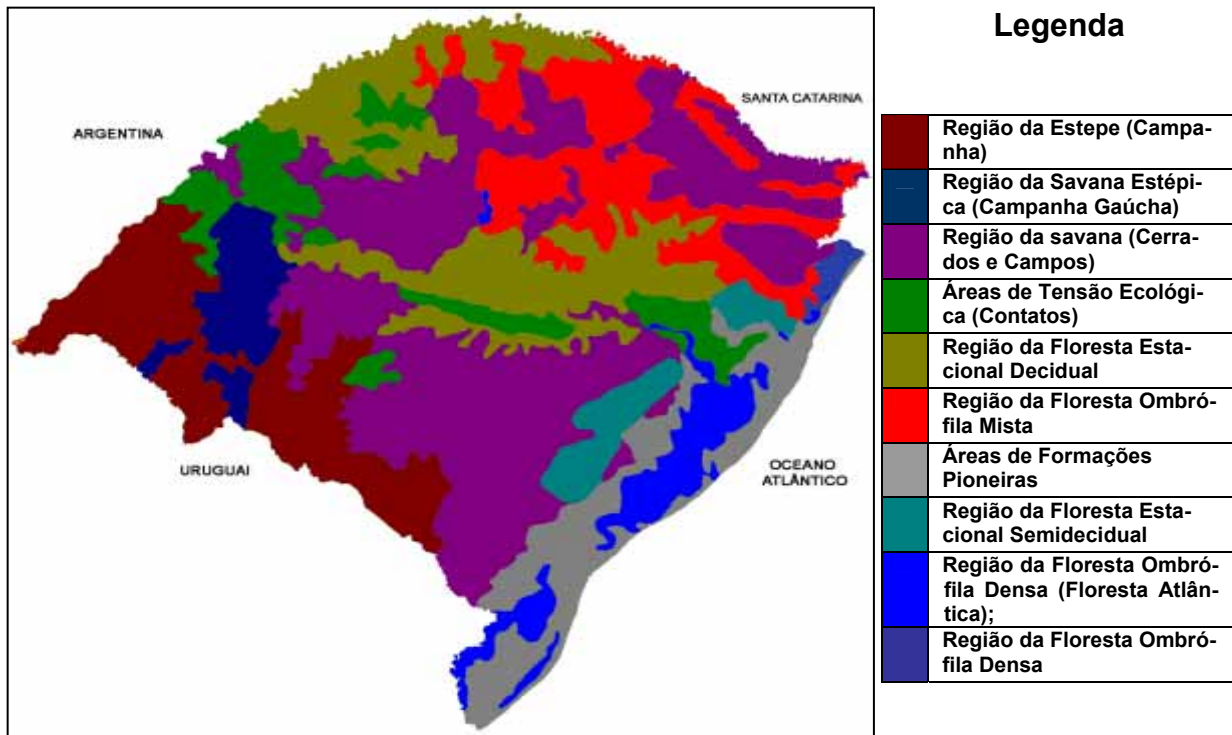 Legenda
SANTA CATARINA
ARGENTINA
URUGUAI
OCEANO
ATLÂNTICO
Região da Estepe (Campa-
nha)
Região da Savana Estépi-
ca (Campanha Gaúcha)
Região da savana (Cerra-
dos e Campos)
Áreas de Tensão Ecológi-
ca (Contatos)
Região da Floresta Esta-
cional Decidual
Região da Floresta Ombró-
fila Mista
Áreas de Formações
Pioneiras
Região da Floresta Esta-
cional Semidecidual
Região da Floresta Ombró-
fila Densa (Floresta Atlân-
tica);
Região da Floresta Ombró-
fila Densa